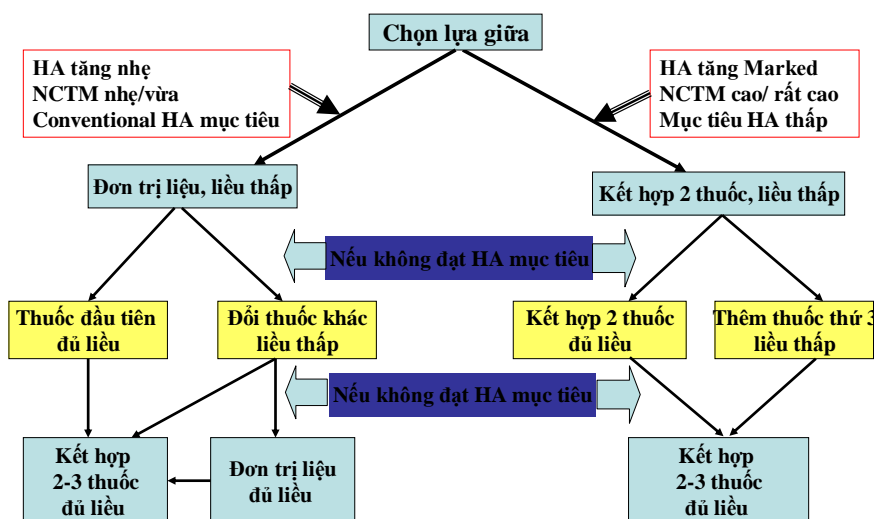 Chọn lựa giữa
HA tăng nhẹ
NCTM nhẹ/vừa
Conventional HA mục tiêu
HA tăng Marked
NCTM cao/ rất cao
Mục tiêu HA thấp
Đơn trị liệu, liều thấp
Kết hợp 2 thuốc, liều thấp
Nếu không đạt HA mục tiêu
Thuốc đầu tiên
đủ liều
Đổi thuốc khác
liều thấp
Kết hợp 2 thuốc
đủ liều
Thêm thuốc thứ 3
liều thấp
Nếu không đạt HA mục tiêu
Kết hợp
2-3 thuốc
đủ liều
Đơn trị liệu
đủ liều
Kết hợp
2-3 thuốc
đủ liều